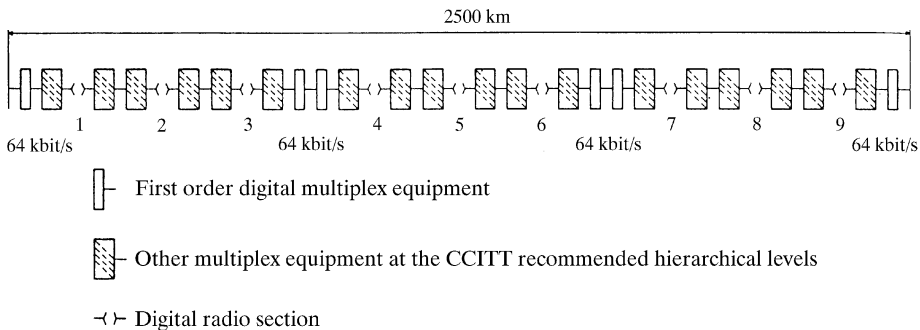 2500 km
1 2 3 4 5 6 7 8 9
64 kbit/s 64 kbit/s 64 kbit/s 64 kbit/s
First order digital multiplex equipment
Other multiplex equipment at the CCITT recommended hierarchical levels
Digital radio section